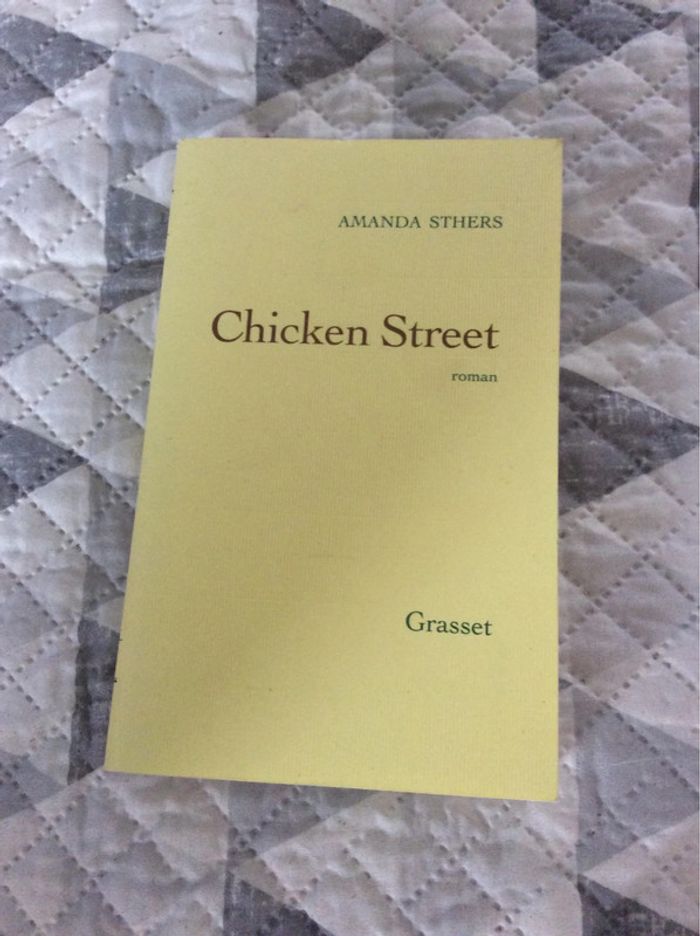 AMANDA STHERS
Chicken Street
roman
Grasset